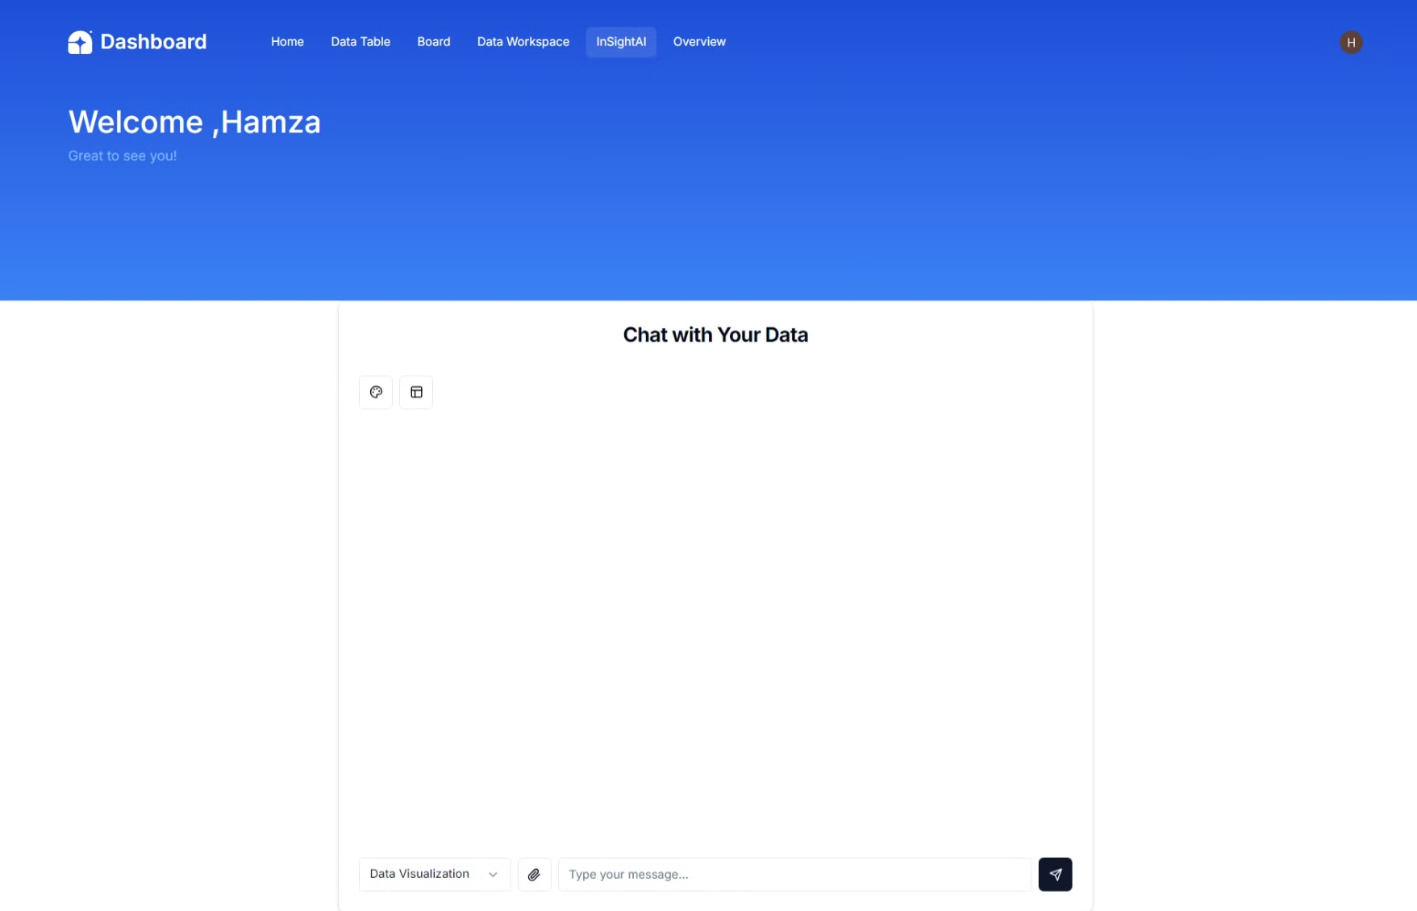 Dashboard Home Data Table Board Data Workspace InSightAI Overview H
Welcome ,Hamza
Great to see you!
Chat with Your Data
Data Visualization Type your message...